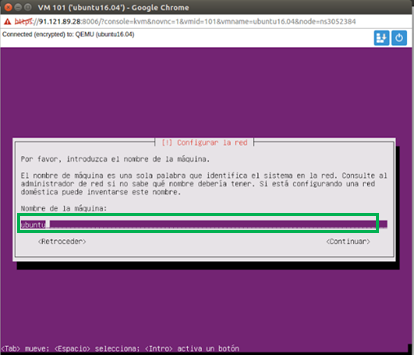 VM 101 ('ubuntu16.04') - Google Chrome
https://91.121.89.28:8006/?console=kvm&novnc=1&vmid=101&vmname=ubuntu16.04&node=ns3052384
Connected (encrypted) to: QEMU (ubuntu16.04)
[!] Configurar la red
Por favor, introduzca el nombre de la máquina.
El nombre de máquina es una sola palabra que identifica el sistema en la red. Consulte al
administrador de red si no sabe qué nombre debería tener. Si está configurando una red
doméstica puede inventarse este nombre.
Nombre de la máquina:
ubuntu
<Retroceder> <Continuar>
<Tab> mueve; <Espacio> selecciona; <Intro> activa un botón